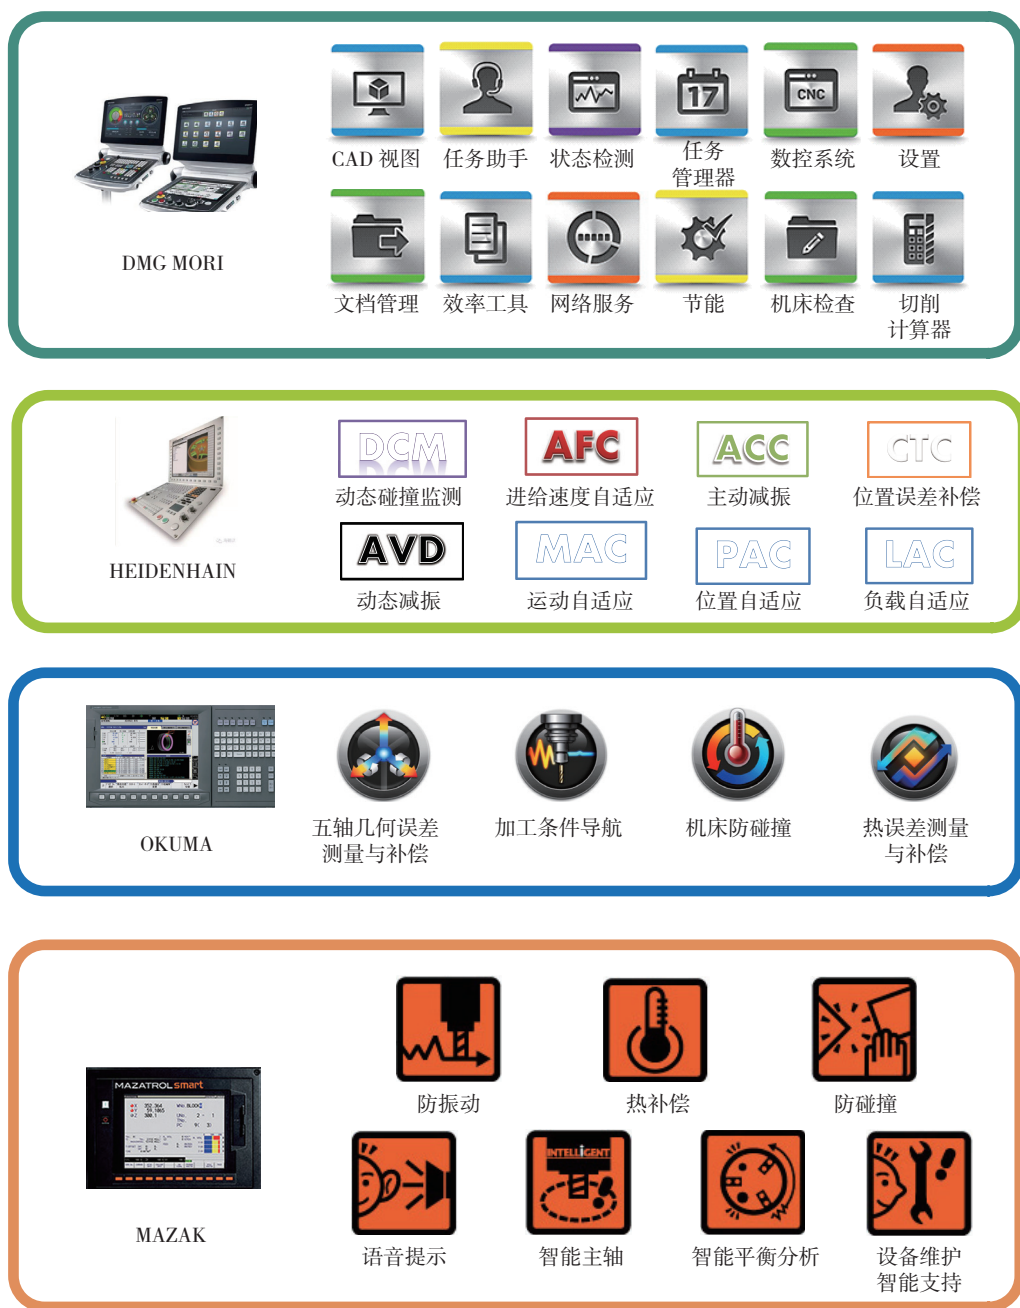 CAD 视图
任务助手
状态检测
任务
管理器
数控系统
设置
17
CNC
DMG MORI
文档管理
效率工具
网络服务
节能
机床检查
切削
计算器
DCM
AFC
ACC
CTC
动态碰撞监测
进给速度自适应
主动减振
位置误差补偿
AVD
MAC
PAC
LAC
HEIDENHAIN
动态减振
运动自适应
位置自适应
负载自适应
五轴几何误差
测量与补偿
加工条件导航
机床防碰撞
热误差测量
与补偿
OKUMA
防振动
热补偿
防碰撞
MAZATROL smart
INTELLIGENT
MAZAK
语音提示
智能主轴
智能平衡分析
设备维护
智能支持